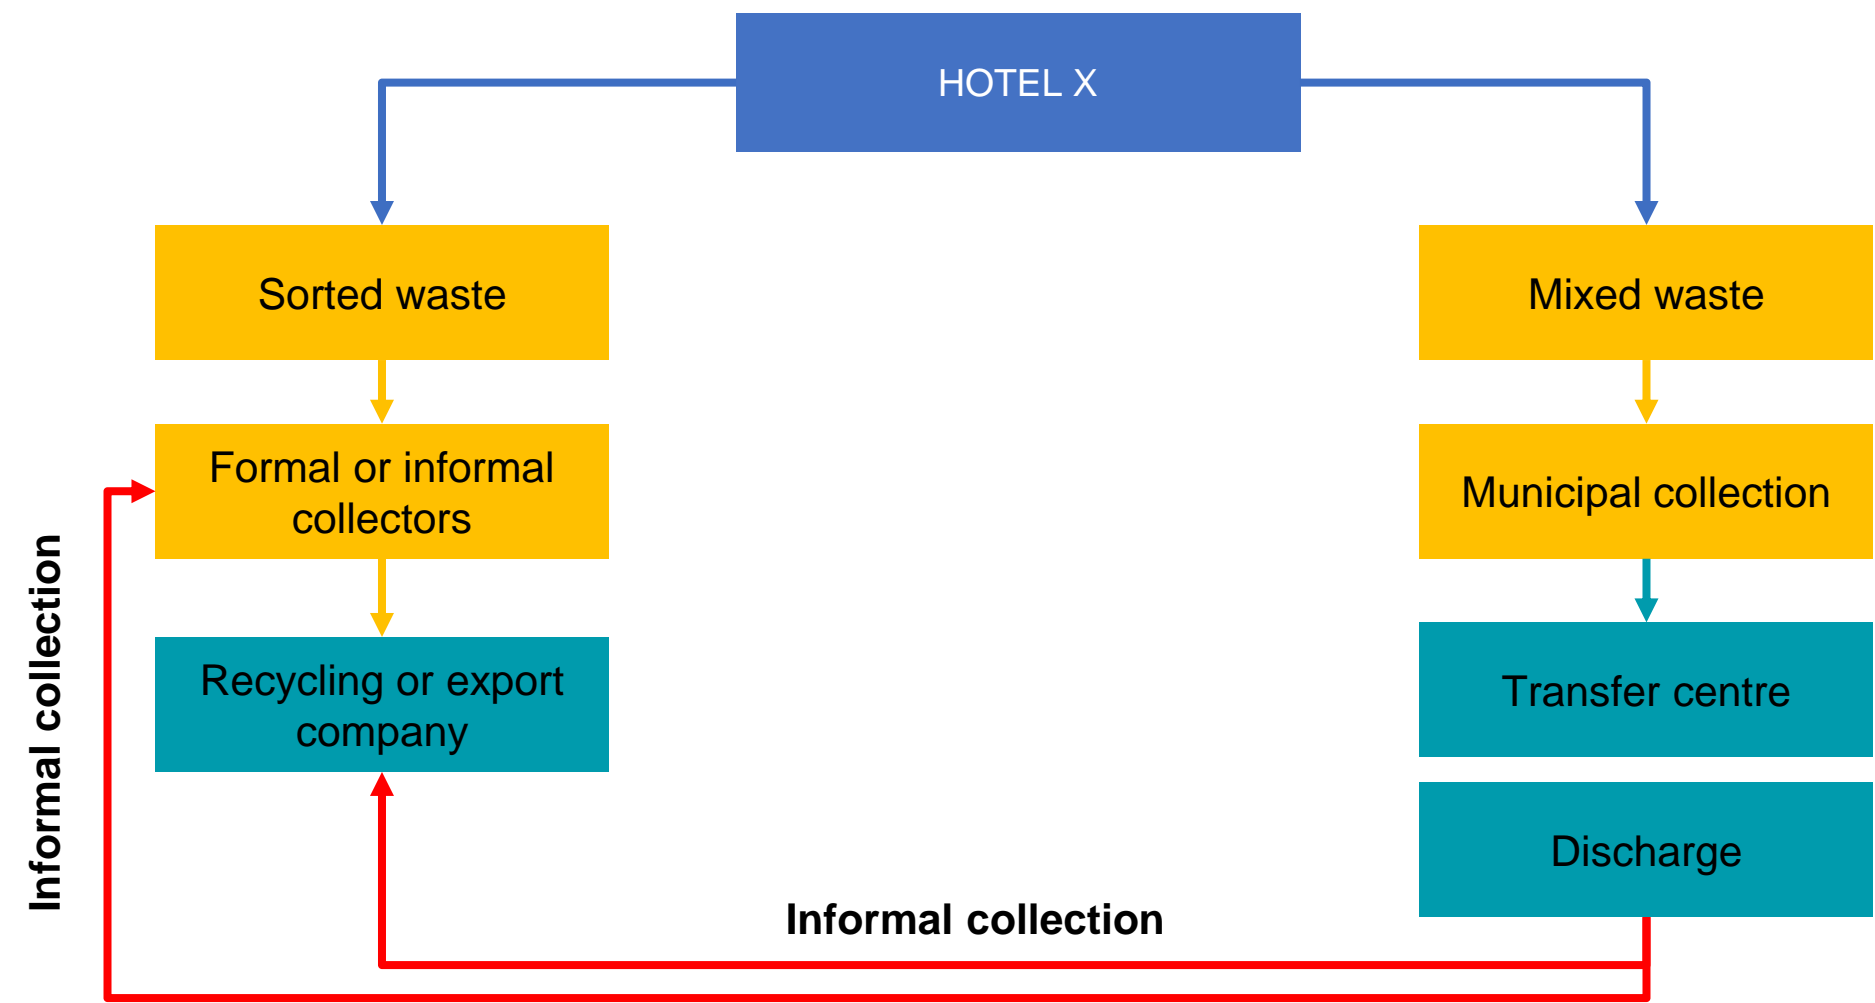 HOTEL X
Sorted waste
Mixed waste
Formal or informal
collectors
Municipal collection
Recycling or export
company
Transfer centre
Discharge
Informal collection
Informal collection